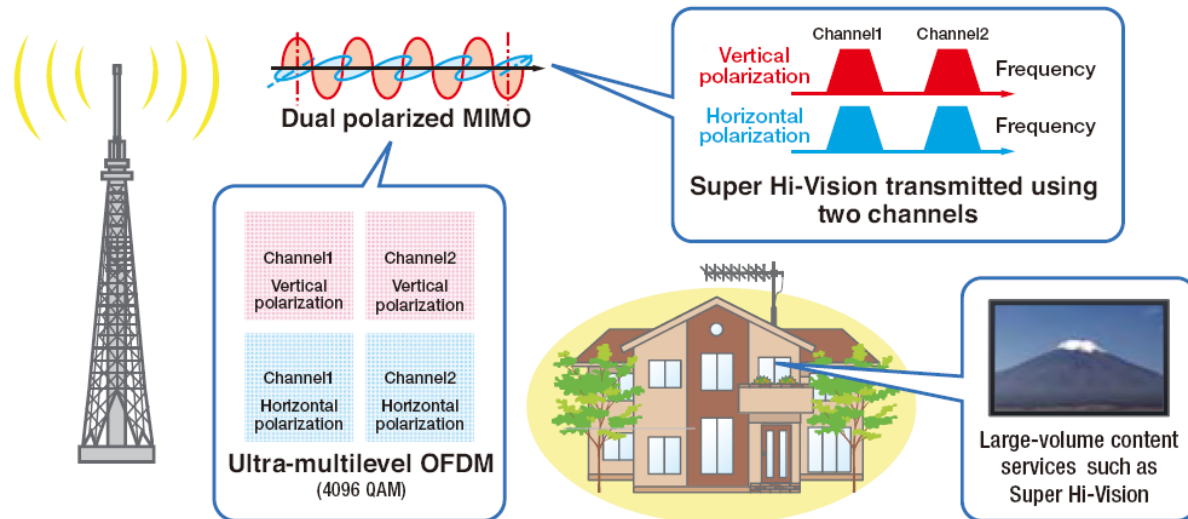 Dual polarized MIMO
Channel1
Channel2
Vertical
polarization
Frequency
Horizontal
polarization
Frequency
Super Hi-Vision transmitted using
two channels
Channel1
Vertical
polarization
Channel2
Vertical
polarization
Channel1
Horizontal
polarization
Channel2
Horizontal
polarization
Ultra-multilevel OFDM
(4096 QAM)
Large-volume content
services such as
Super Hi-Vision